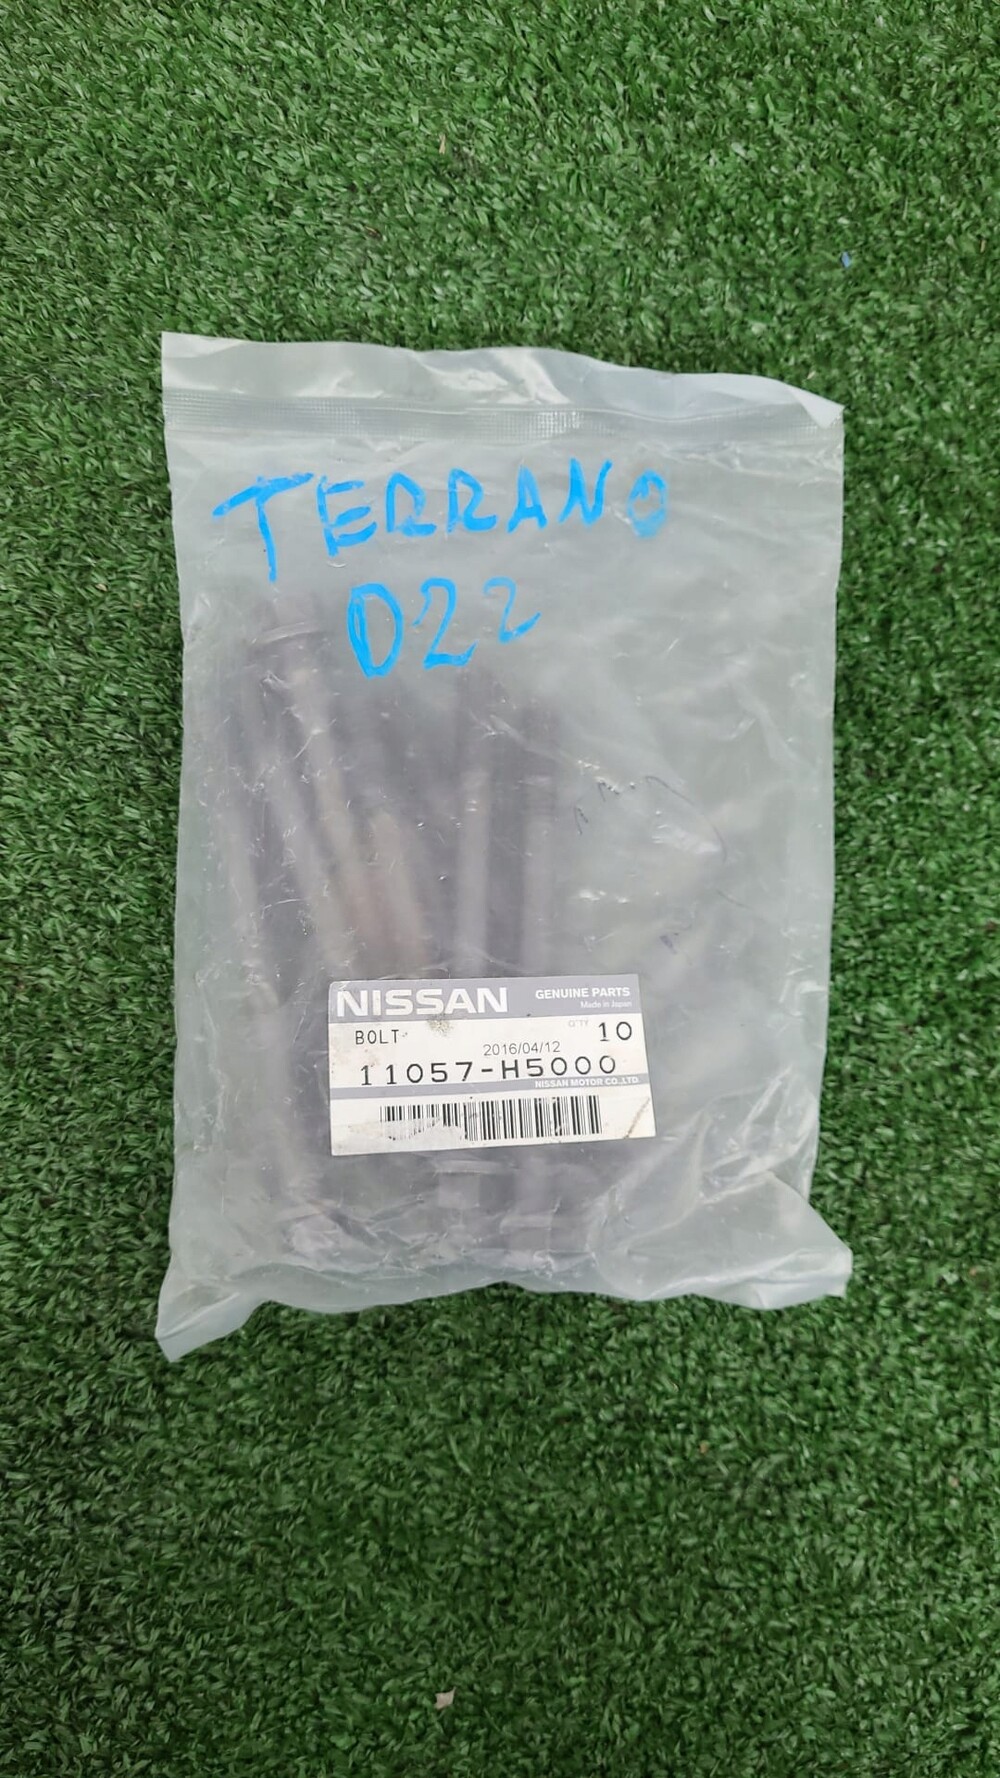 TERRANO
D22
NISSAN GENUINE PARTS
Made in Japan
BOLT Q'TY 10
2016/04/12
11057-H5000
NISSAN MOTOR CO.,LTD.